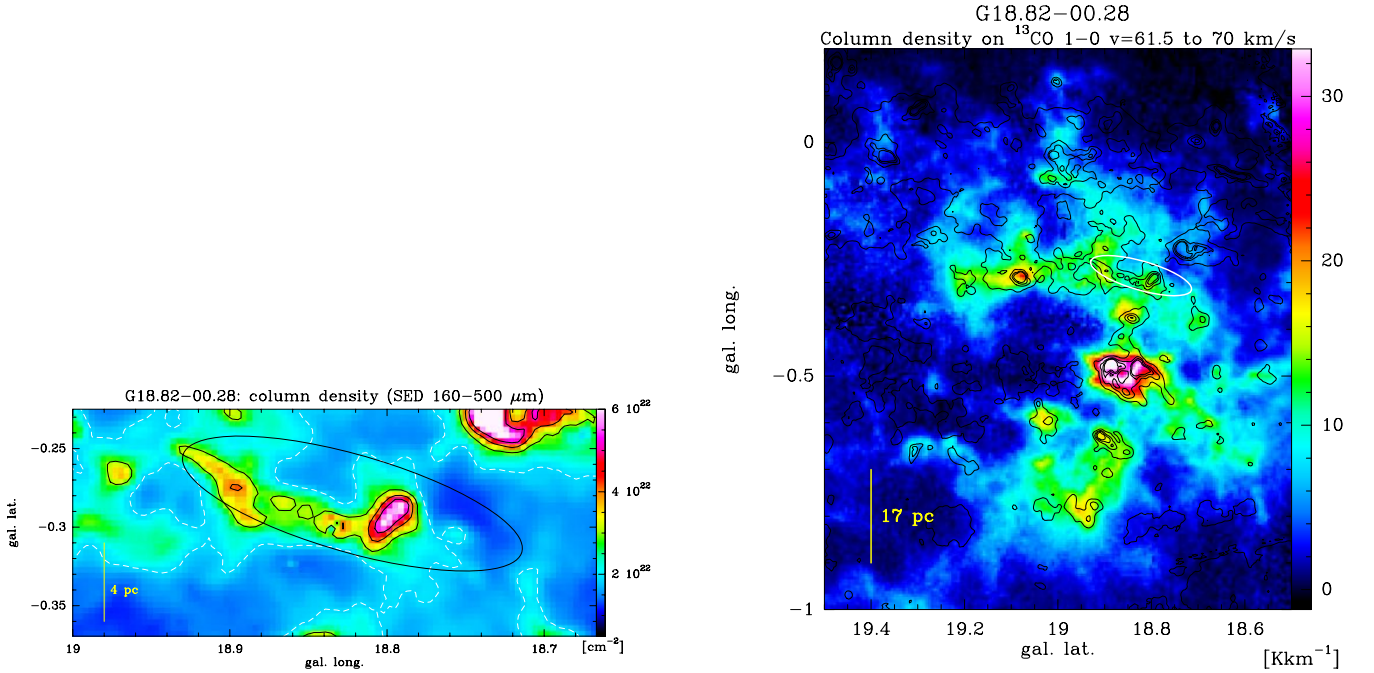 G18.82−00.28: column density (SED 160−500 μm)
−0.25
−0.3
−0.35
gal. lat.
4 pc
19
18.9
18.8
18.7
gal. long.
6 10^22
4 10^22
2 10^22
−2
[cm^−2]
G18.82−00.28
Column density on ^13CO 1−0 v=61.5 to 70 km/s
0
−0.5
−1
gal. long.
17 pc
19.4
19.2
19
18.8
18.6
gal. lat.
30
20
10
0
[Kkm^−1]